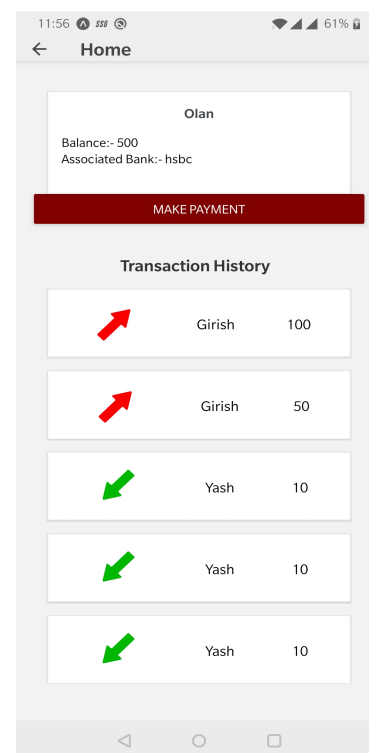 11:56 61%
Home
Olan
Balance:- 500
Associated Bank:- hsbc
MAKE PAYMENT
Transaction History
Girish 100
Girish 50
Yash 10
Yash 10
Yash 10